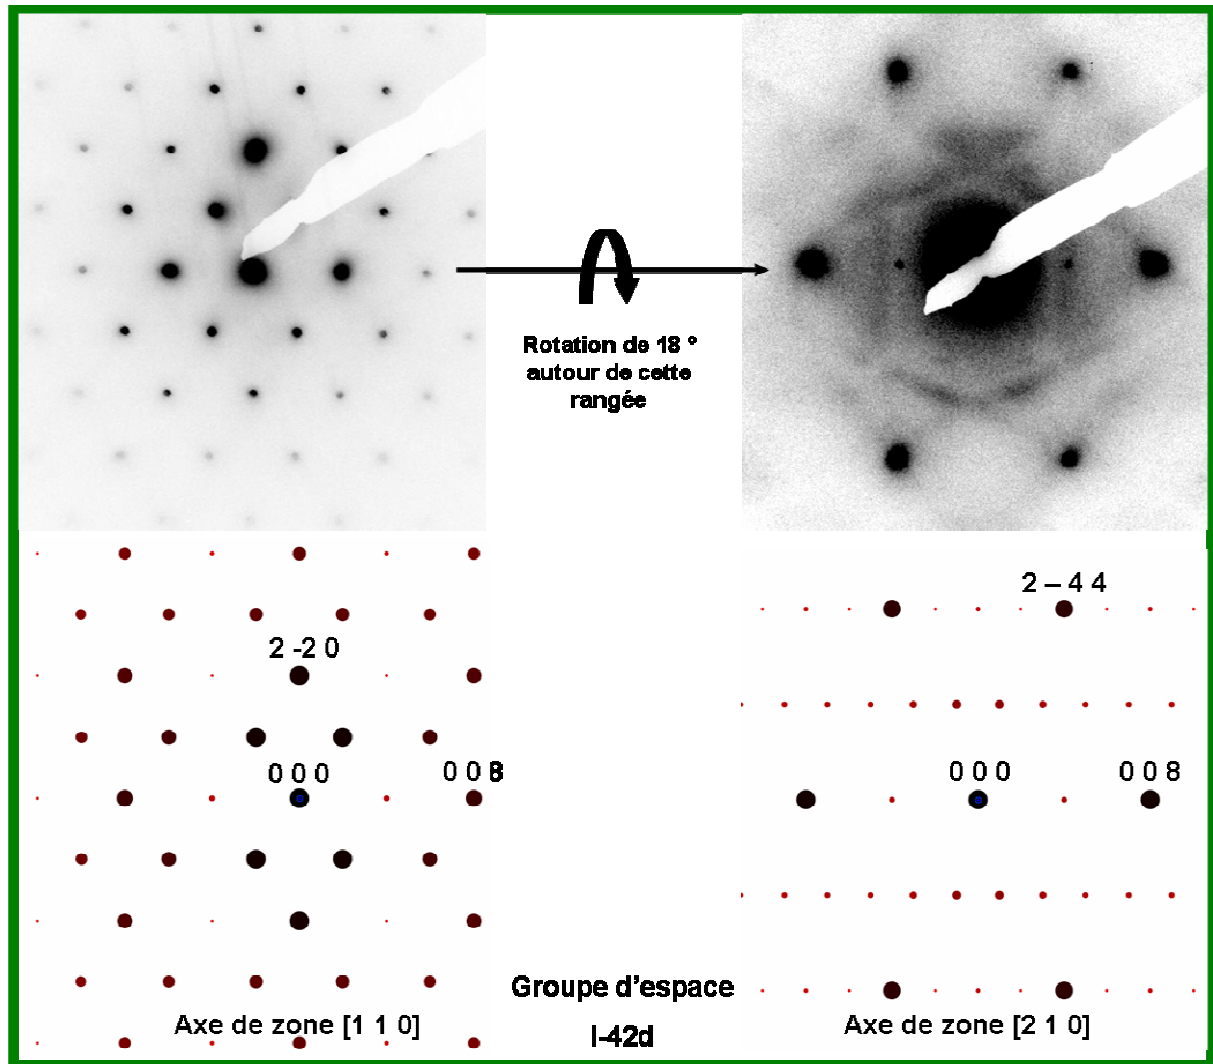 Rotation de 18 °
autour de cette
rangée
2 -2 0
0 0 0
0 0 8
2 – 4 4
0 0 0
0 0 8
Groupe d'espace
I-42d
Axe de zone [1 1 0]
Axe de zone [2 1 0]